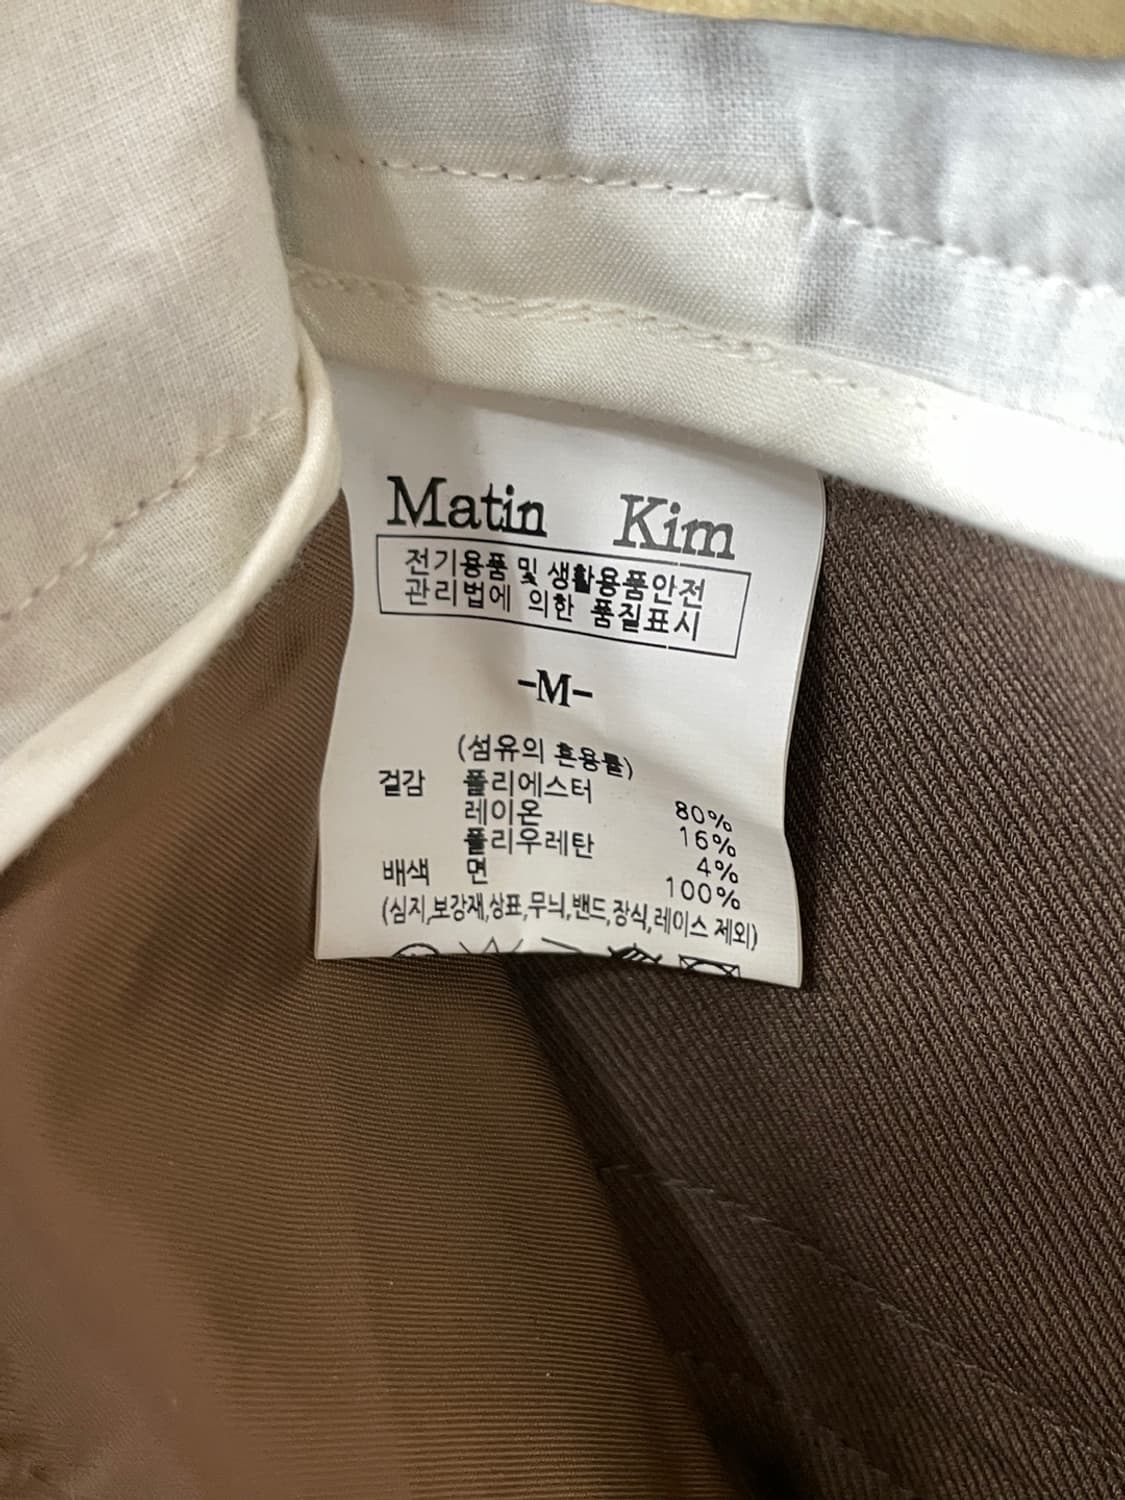 Matin Kim
전기용품 및 생활용품안전
관리법에 의한 품질표시
-M-
(섬유의 혼용률)
겉감 폴리에스터 80%
레이온 16%
폴리우레탄 4%
배색 면 100%
(심지,보강재,상표,무늬,밴드,장식,레이스 제외)